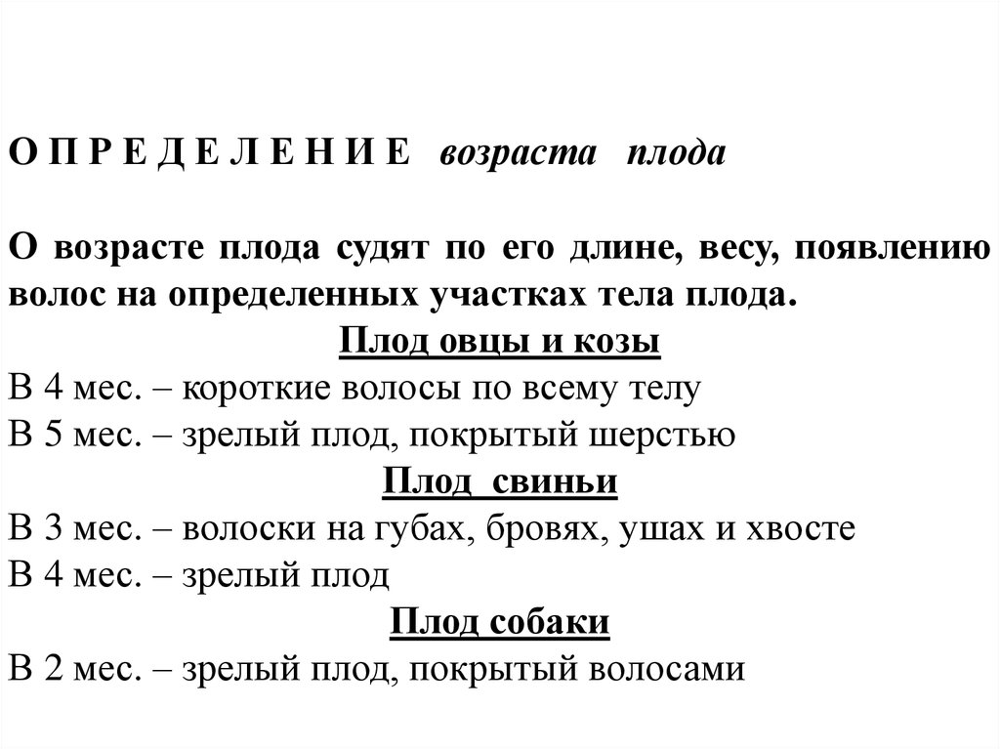 О П Р Е Д Е Л Е Н И Е возраста плода
О возрасте плода судят по его длине, весу, появлению
волос на определенных участках тела плода.
Плод овцы и козы
В 4 мес. – короткие волосы по всему телу
В 5 мес. – зрелый плод, покрытый шерстью
Плод свиньи
В 3 мес. – волоски на губах, бровях, ушах и хвосте
В 4 мес. – зрелый плод
Плод собаки
В 2 мес. – зрелый плод, покрытый волосами